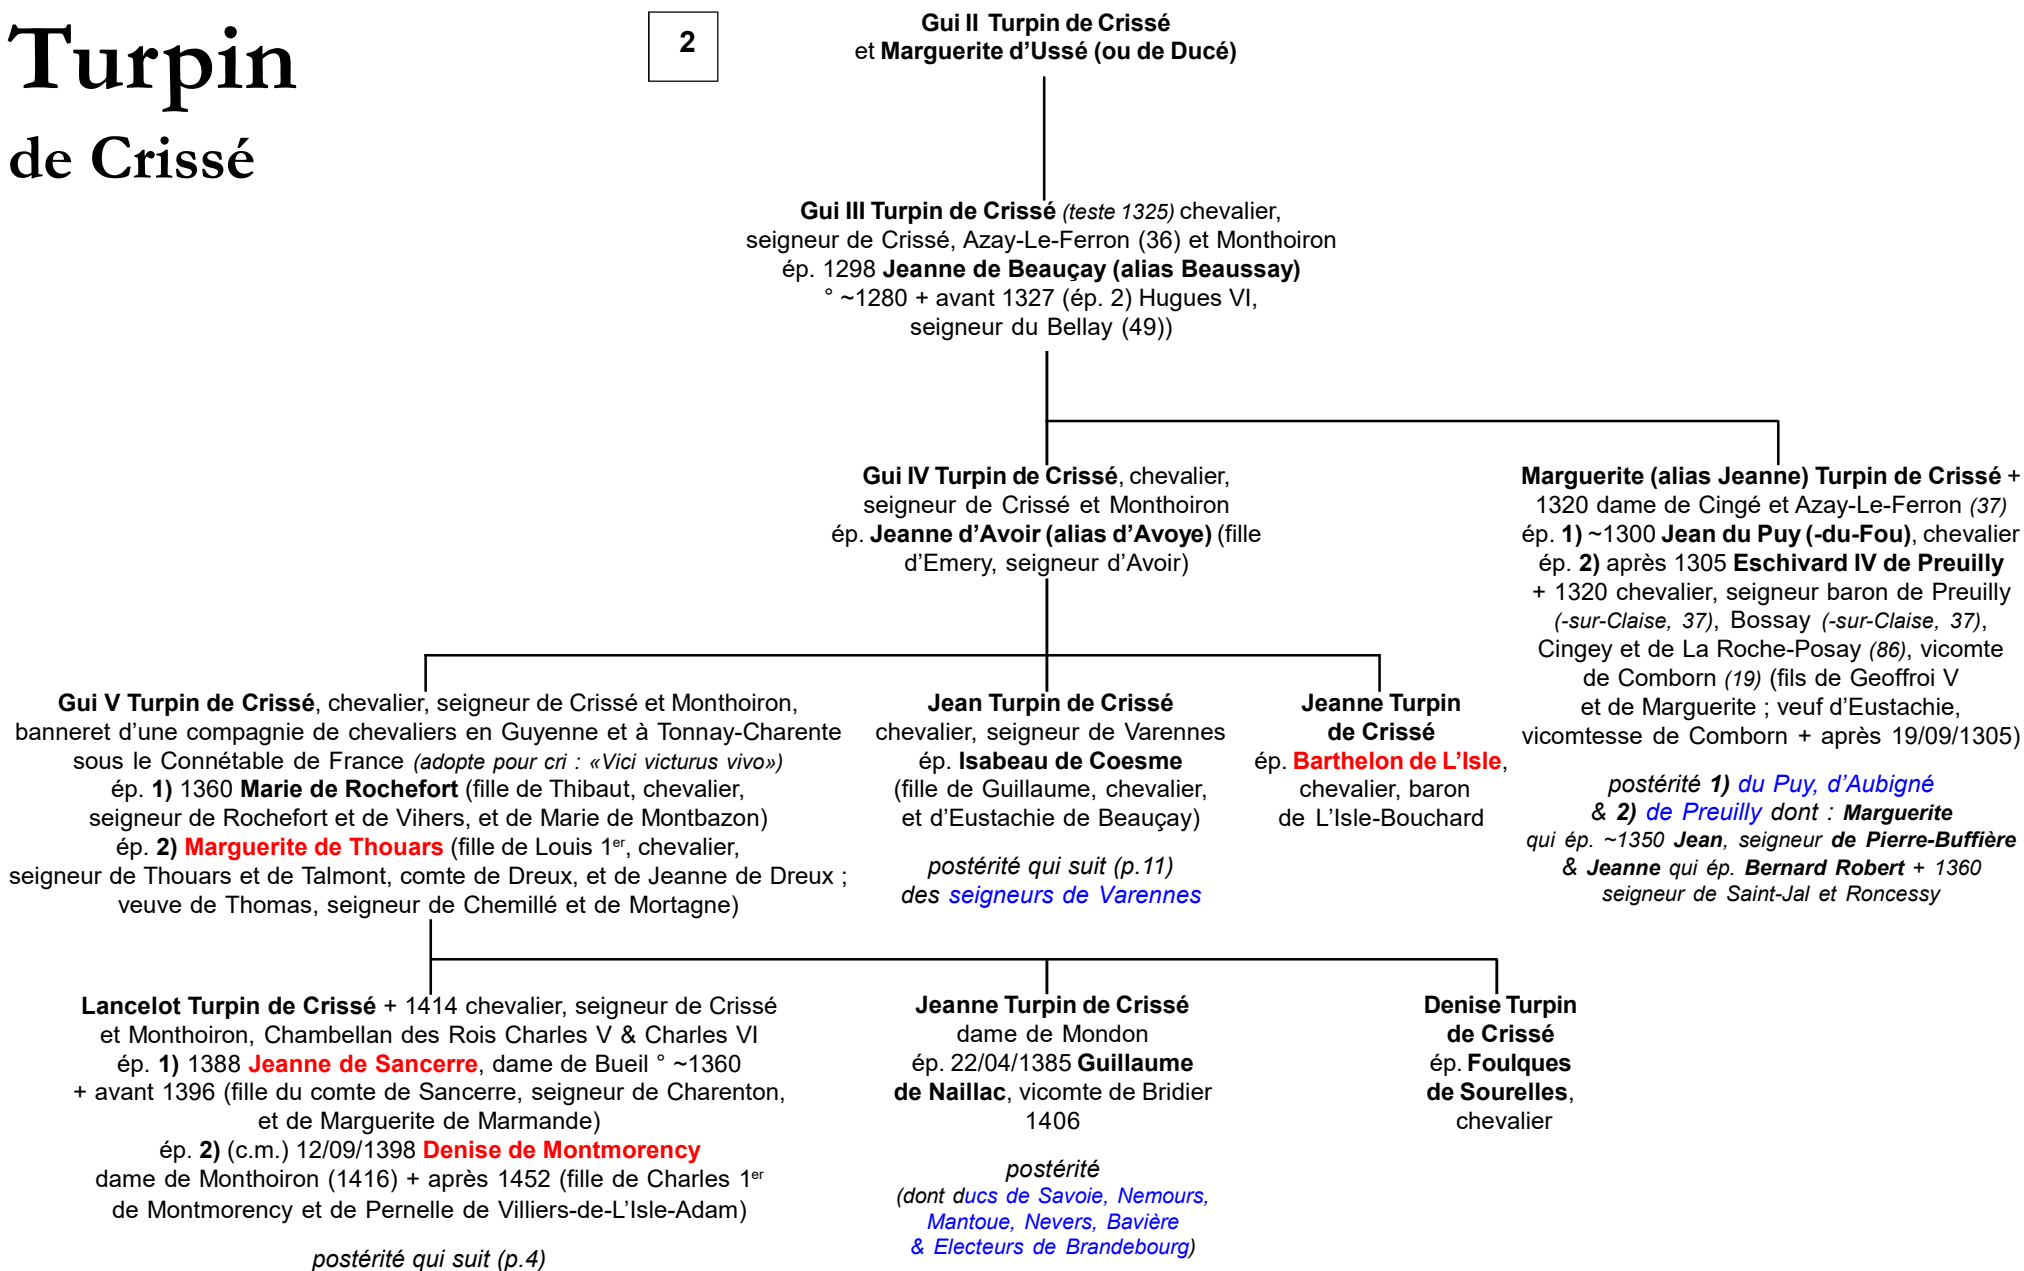 Turpin
de Crissé
2
Gui II Turpin de Crissé
et Marguerite d’Ussé (ou de Ducé)
Gui III Turpin de Crissé (teste 1325) chevalier,
seigneur de Crissé, Azay-Le-Ferron (36) et Monthoiron
ép. 1298 Jeanne de Beauçay (alias Beaussay)
° ~1280 + avant 1327 (ép. 2) Hugues VI,
seigneur du Bellay (49))
Gui IV Turpin de Crissé, chevalier,
seigneur de Crissé et Monthoiron
ép. Jeanne d’Avoir (alias d’Avoye) (fille
d’Emery, seigneur d’Avoir)
Marguerite (alias Jeanne) Turpin de Crissé +
1320 dame de Cingé et Azay-Le-Ferron (37)
ép. 1) ~1300 Jean du Puy (-du-Fou), chevalier
ép. 2) après 1305 Eschivard IV de Preuilly
+ 1320 chevalier, seigneur baron de Preuilly
(-sur-Claise, 37), Bossay (-sur-Claise, 37),
Cingey et de La Roche-Posay (86), vicomte
de Comborn (19) (fils de Geoffroi V
et de Marguerite ; veuf d’Eustachie,
vicomtesse de Comborn + après 19/09/1305)
postérité 1) du Puy, d’Aubigné
& 2) de Preuilly dont : Marguerite
qui ép. ~1350 Jean, seigneur de Pierre-Buffière
& Jeanne qui ép. Bernard Robert + 1360
seigneur de Saint-Jal et Roncessy
Gui V Turpin de Crissé, chevalier, seigneur de Crissé et Monthoiron,
banneret d’une compagnie de chevaliers en Guyenne et à Tonnay-Charente
sous le Connétable de France (adopte pour cri : «Vici victurus vivo»)
ép. 1) 1360 Marie de Rochefort (fille de Thibaut, chevalier,
seigneur de Rochefort et de Vihers, et de Marie de Montbazon)
ép. 2) Marguerite de Thouars (fille de Louis 1er, chevalier,
seigneur de Thouars et de Talmont, comte de Dreux, et de Jeanne de Dreux ;
veuve de Thomas, seigneur de Chemillé et de Mortagne)
Jean Turpin de Crissé
chevalier, seigneur de Varennes
ép. Isabeau de Coesme
(fille de Guillaume, chevalier,
et d’Eustachie de Beauçay)
postérité qui suit (p.11)
des seigneurs de Varennes
Jeanne Turpin
de Crissé
ép. Barthelon de L’Isle,
chevalier, baron
de L’Isle-Bouchard
Lancelot Turpin de Crissé + 1414 chevalier, seigneur de Crissé
et Monthoiron, Chambellan des Rois Charles V & Charles VI
ép. 1) 1388 Jeanne de Sancerre, dame de Bueil ° ~1360
+ avant 1396 (fille du comte de Sancerre, seigneur de Charenton,
et de Marguerite de Marmande)
ép. 2) (c.m.) 12/09/1398 Denise de Montmorency
dame de Monthoiron (1416) + après 1452 (fille de Charles 1er
de Montmorency et de Pernelle de Villiers-de-L’Isle-Adam)
postérité qui suit (p.4)
Jeanne Turpin de Crissé
dame de Mondon
ép. 22/04/1385 Guillaume
de Naillac, vicomte de Bridier
1406
postérité
(dont ducs de Savoie, Nemours,
Mantoue, Nevers, Bavière
& Electeurs de Brandebourg)
Denise Turpin
de Crissé
ép. Foulques
de Sourelles,
chevalier